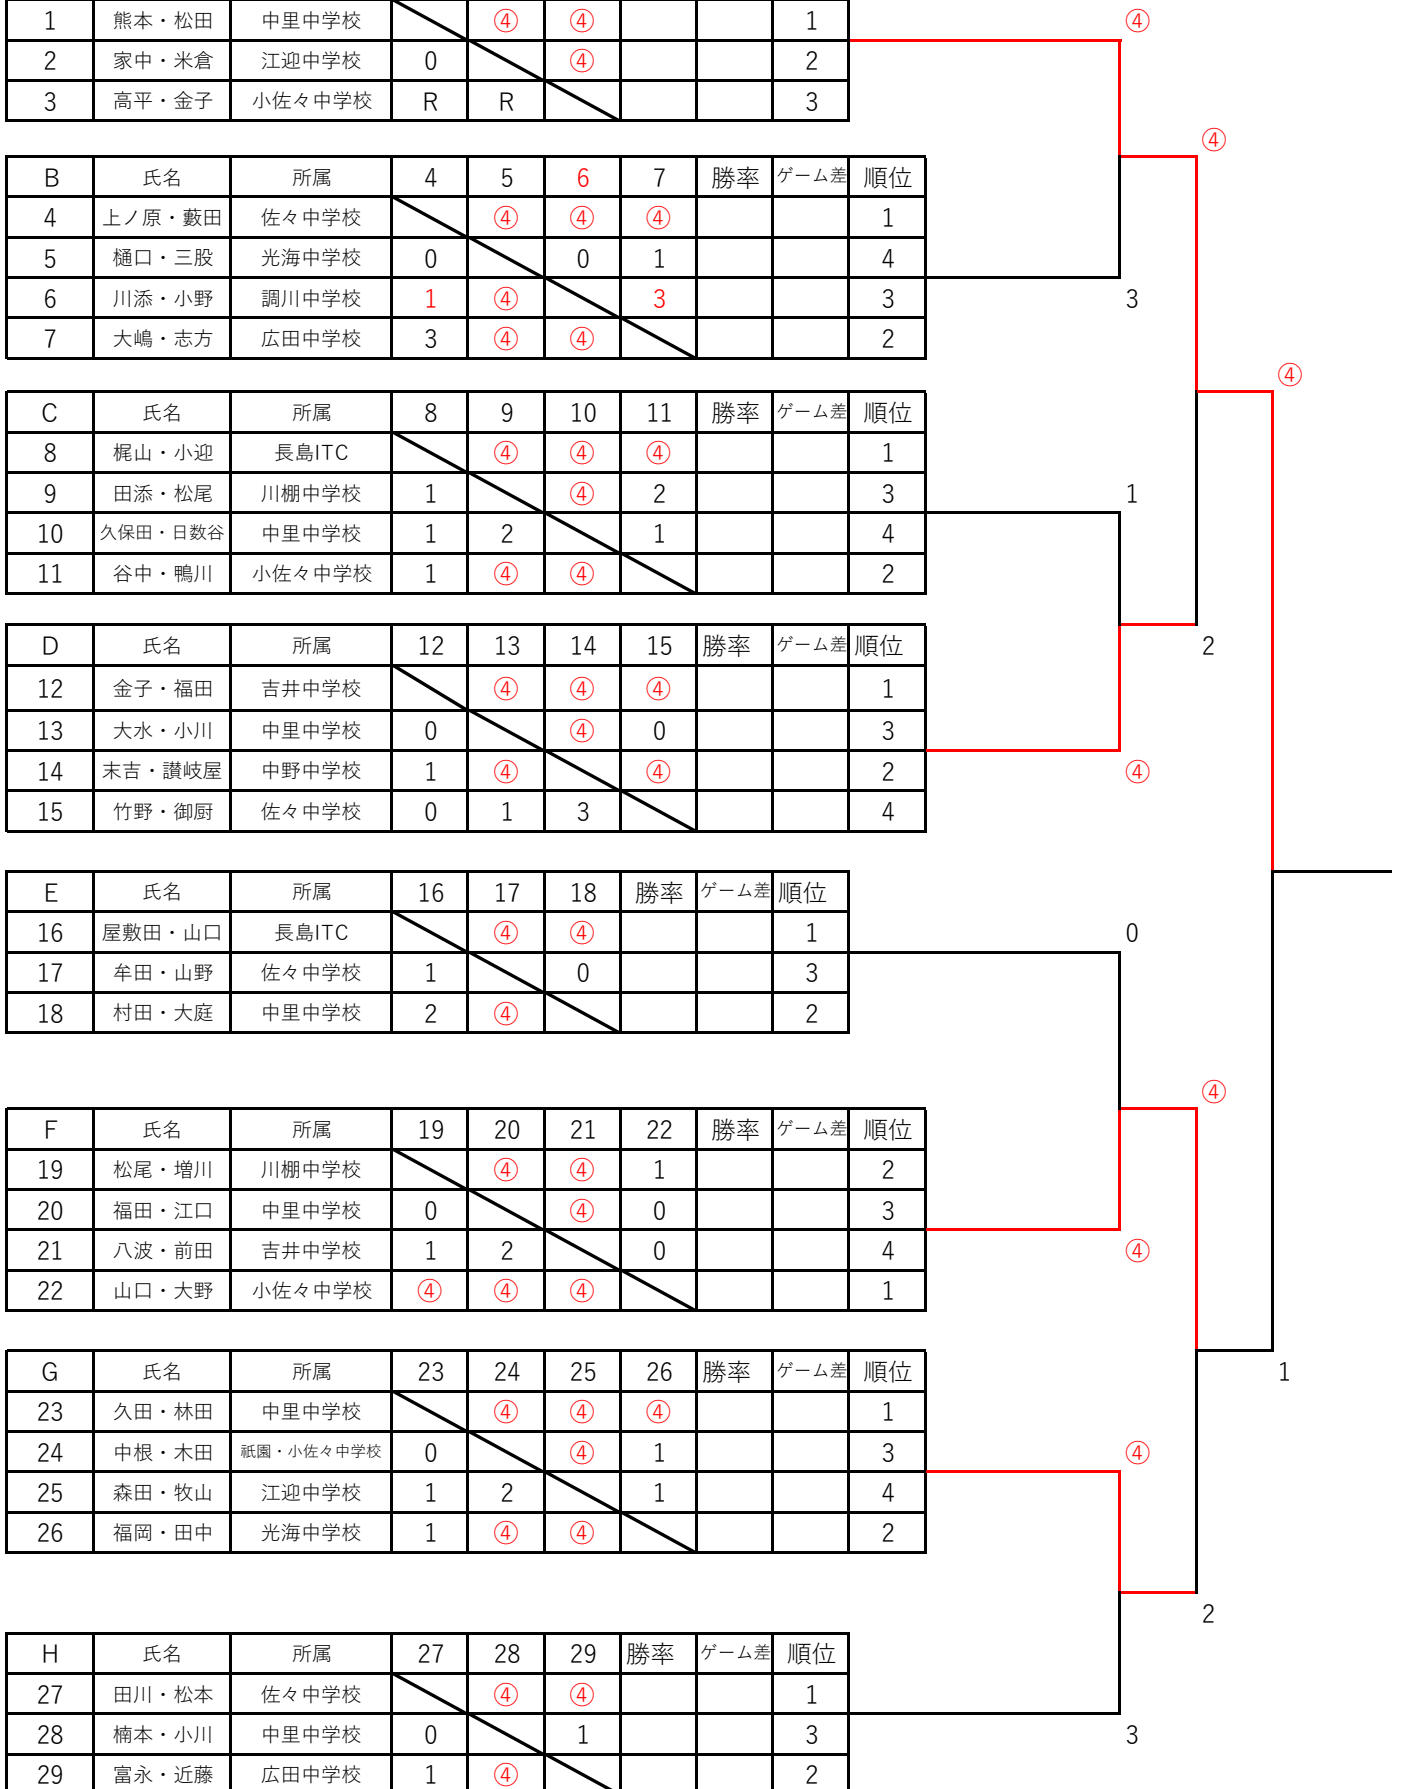 1 熊本・松田 中里中学校 ④ ④ 1 ④
2 家中・米倉 江迎中学校 0 ④ 2
3 高平・金子 小佐々中学校 R R 3
④
B 氏名 所属 4 5 6 7 勝率 ゲーム差 順位
4 上ノ原・藪田 佐々中学校 ④ ④ ④ 1
5 樋口・三股 光海中学校 0 0 1 4
6 川添・小野 調川中学校 1 ④ 3 3 3
7 大嶋・志方 広田中学校 3 ④ ④ 2
④
C 氏名 所属 8 9 10 11 勝率 ゲーム差 順位
8 梶山・小迎 長島ITC ④ ④ ④ 1
9 田添・松尾 川棚中学校 1 ④ 2 3 1
10 久保田・日数谷 中里中学校 1 2 1 4
11 谷中・鴨川 小佐々中学校 1 ④ ④ 2
D 氏名 所属 12 13 14 15 勝率 ゲーム差 順位 2
12 金子・福田 吉井中学校 ④ ④ ④ 1
13 大水・小川 中里中学校 0 ④ 0 3
14 末吉・讃岐屋 中野中学校 1 ④ ④ 2 ④
15 竹野・御厨 佐々中学校 0 1 3 4
E 氏名 所属 16 17 18 勝率 ゲーム差 順位
16 屋敷田・山口 長島ITC ④ ④ 1 0
17 牟田・山野 佐々中学校 1 0 3
18 村田・大庭 中里中学校 2 ④ 2
④
F 氏名 所属 19 20 21 22 勝率 ゲーム差 順位
19 松尾・増川 川棚中学校 ④ ④ 1 2
20 福田・江口 中里中学校 0 ④ 0 3
21 八波・前田 吉井中学校 1 2 0 4 ④
22 山口・大野 小佐々中学校 ④ ④ ④ 1
G 氏名 所属 23 24 25 26 勝率 ゲーム差 順位 1
23 久田・林田 中里中学校 ④ ④ ④ 1
24 中根・木田 祇園・小佐々中学校 0 ④ 1 3 ④
25 森田・牧山 江迎中学校 1 2 1 4
26 福岡・田中 光海中学校 1 ④ ④ 2
2
H 氏名 所属 27 28 29 勝率 ゲーム差 順位
27 田川・松本 佐々中学校 ④ ④ 1
28 楠本・小川 中里中学校 0 1 3 3
29 富永・近藤 広田中学校 1 ④ 2